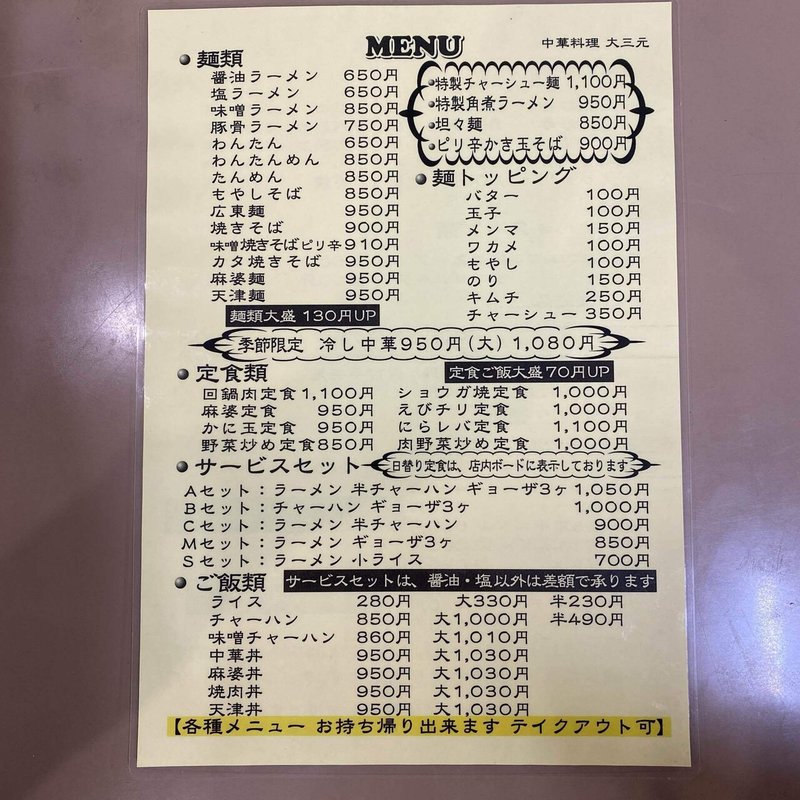 MENU
中華料理 大三元
麺類
醤油ラーメン 650円
塩ラーメン 650円
味噌ラーメン 850円
豚骨ラーメン 750円
わんたん 650円
わんたんめん 850円
たんめん 850円
もやしそば 850円
広東麺 950円
焼きそば 900円
味噌焼きそばピリ辛 910円
カタ焼きそば 950円
麻婆麺 950円
天津麺 950円
麺類大盛 130円UP
特製チャーシュー麺 1,100円
特製角煮ラーメン 950円
坦々麺 850円
ピリ辛かき玉そば 900円
麺トッピング
バター 100円
玉子 100円
メンマ 150円
ワカメ 100円
もやし 100円
のり 150円
キムチ 250円
チャーシュー 350円
季節限定 冷し中華950円(大)1,080円
定食類
定食ご飯大盛70円UP
回鍋肉定食 1,100円
麻婆定食 950円
かに玉定食 950円
野菜炒め定食 850円
ショウガ焼定食 1,000円
えびチリ定食 1,000円
にらレバ定食 1,100円
肉野菜炒め定食 1,000円
サービスセット
日替り定食は、店内ボードに表示しております
Aセット：ラーメン 半チャーハン ギョーザ3ヶ 1,050円
Bセット：チャーハン ギョーザ3ヶ 1,000円
Cセット：ラーメン 半チャーハン 900円
Mセット：ラーメン ギョーザ3ヶ 850円
Sセット：ラーメン 小ライス 700円
ご飯類
サービスセットは、醤油・塩以外は差額で承ります
ライス 280円 大330円 半230円
チャーハン 850円 大1,000円 半490円
味噌チャーハン 860円 大1,010円
中華丼 950円 大1,030円
麻婆丼 950円 大1,030円
焼肉丼 950円 大1,030円
天津丼 950円 大1,030円
【各種メニュー お持ち帰り出来ます テイクアウト可】